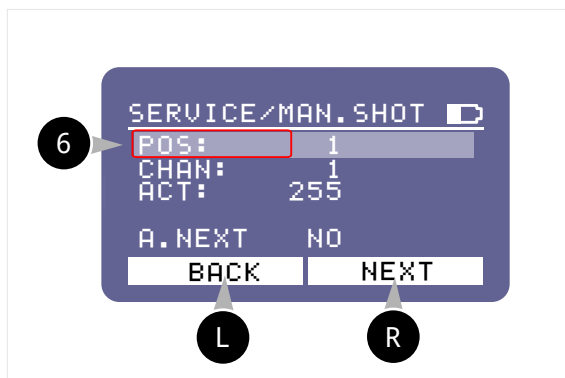 SERVICE/MAN.SHOT
6
POS: 1
CHAN: 1
ACT: 255
A.NEXT NO
BACK NEXT
L R